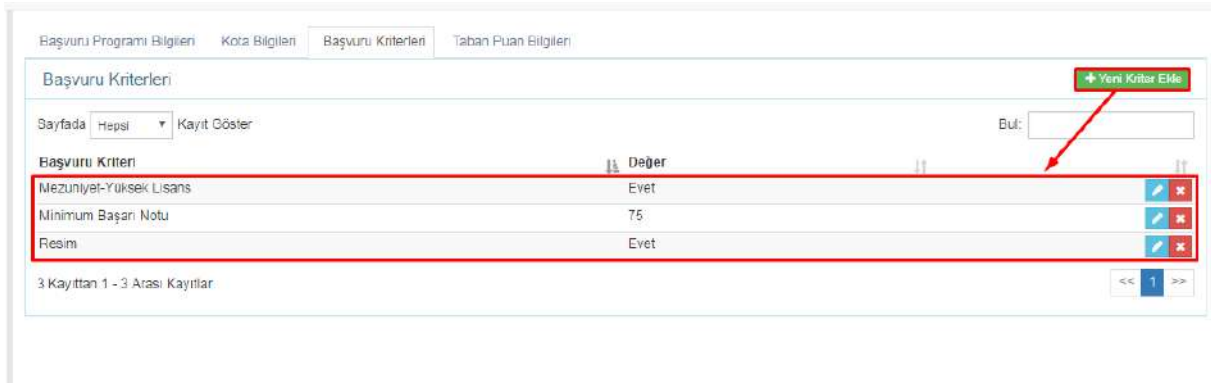 Başvuru Programı Bilgileri Kota Bilgileri Başvuru Kriterleri Taban Puan Bilgileri
Başvuru Kriterleri + Yeni Kriter Ekle
Sayfada Hepsi Kayıt Göster Bul:
Başvuru Kriteri Değer
Mezuniyet-Yüksek Lisans Evet
Minimum Başarı Notu 75
Resim Evet
3 Kayıttan 1 - 3 Arası Kayıtlar << 1 >>